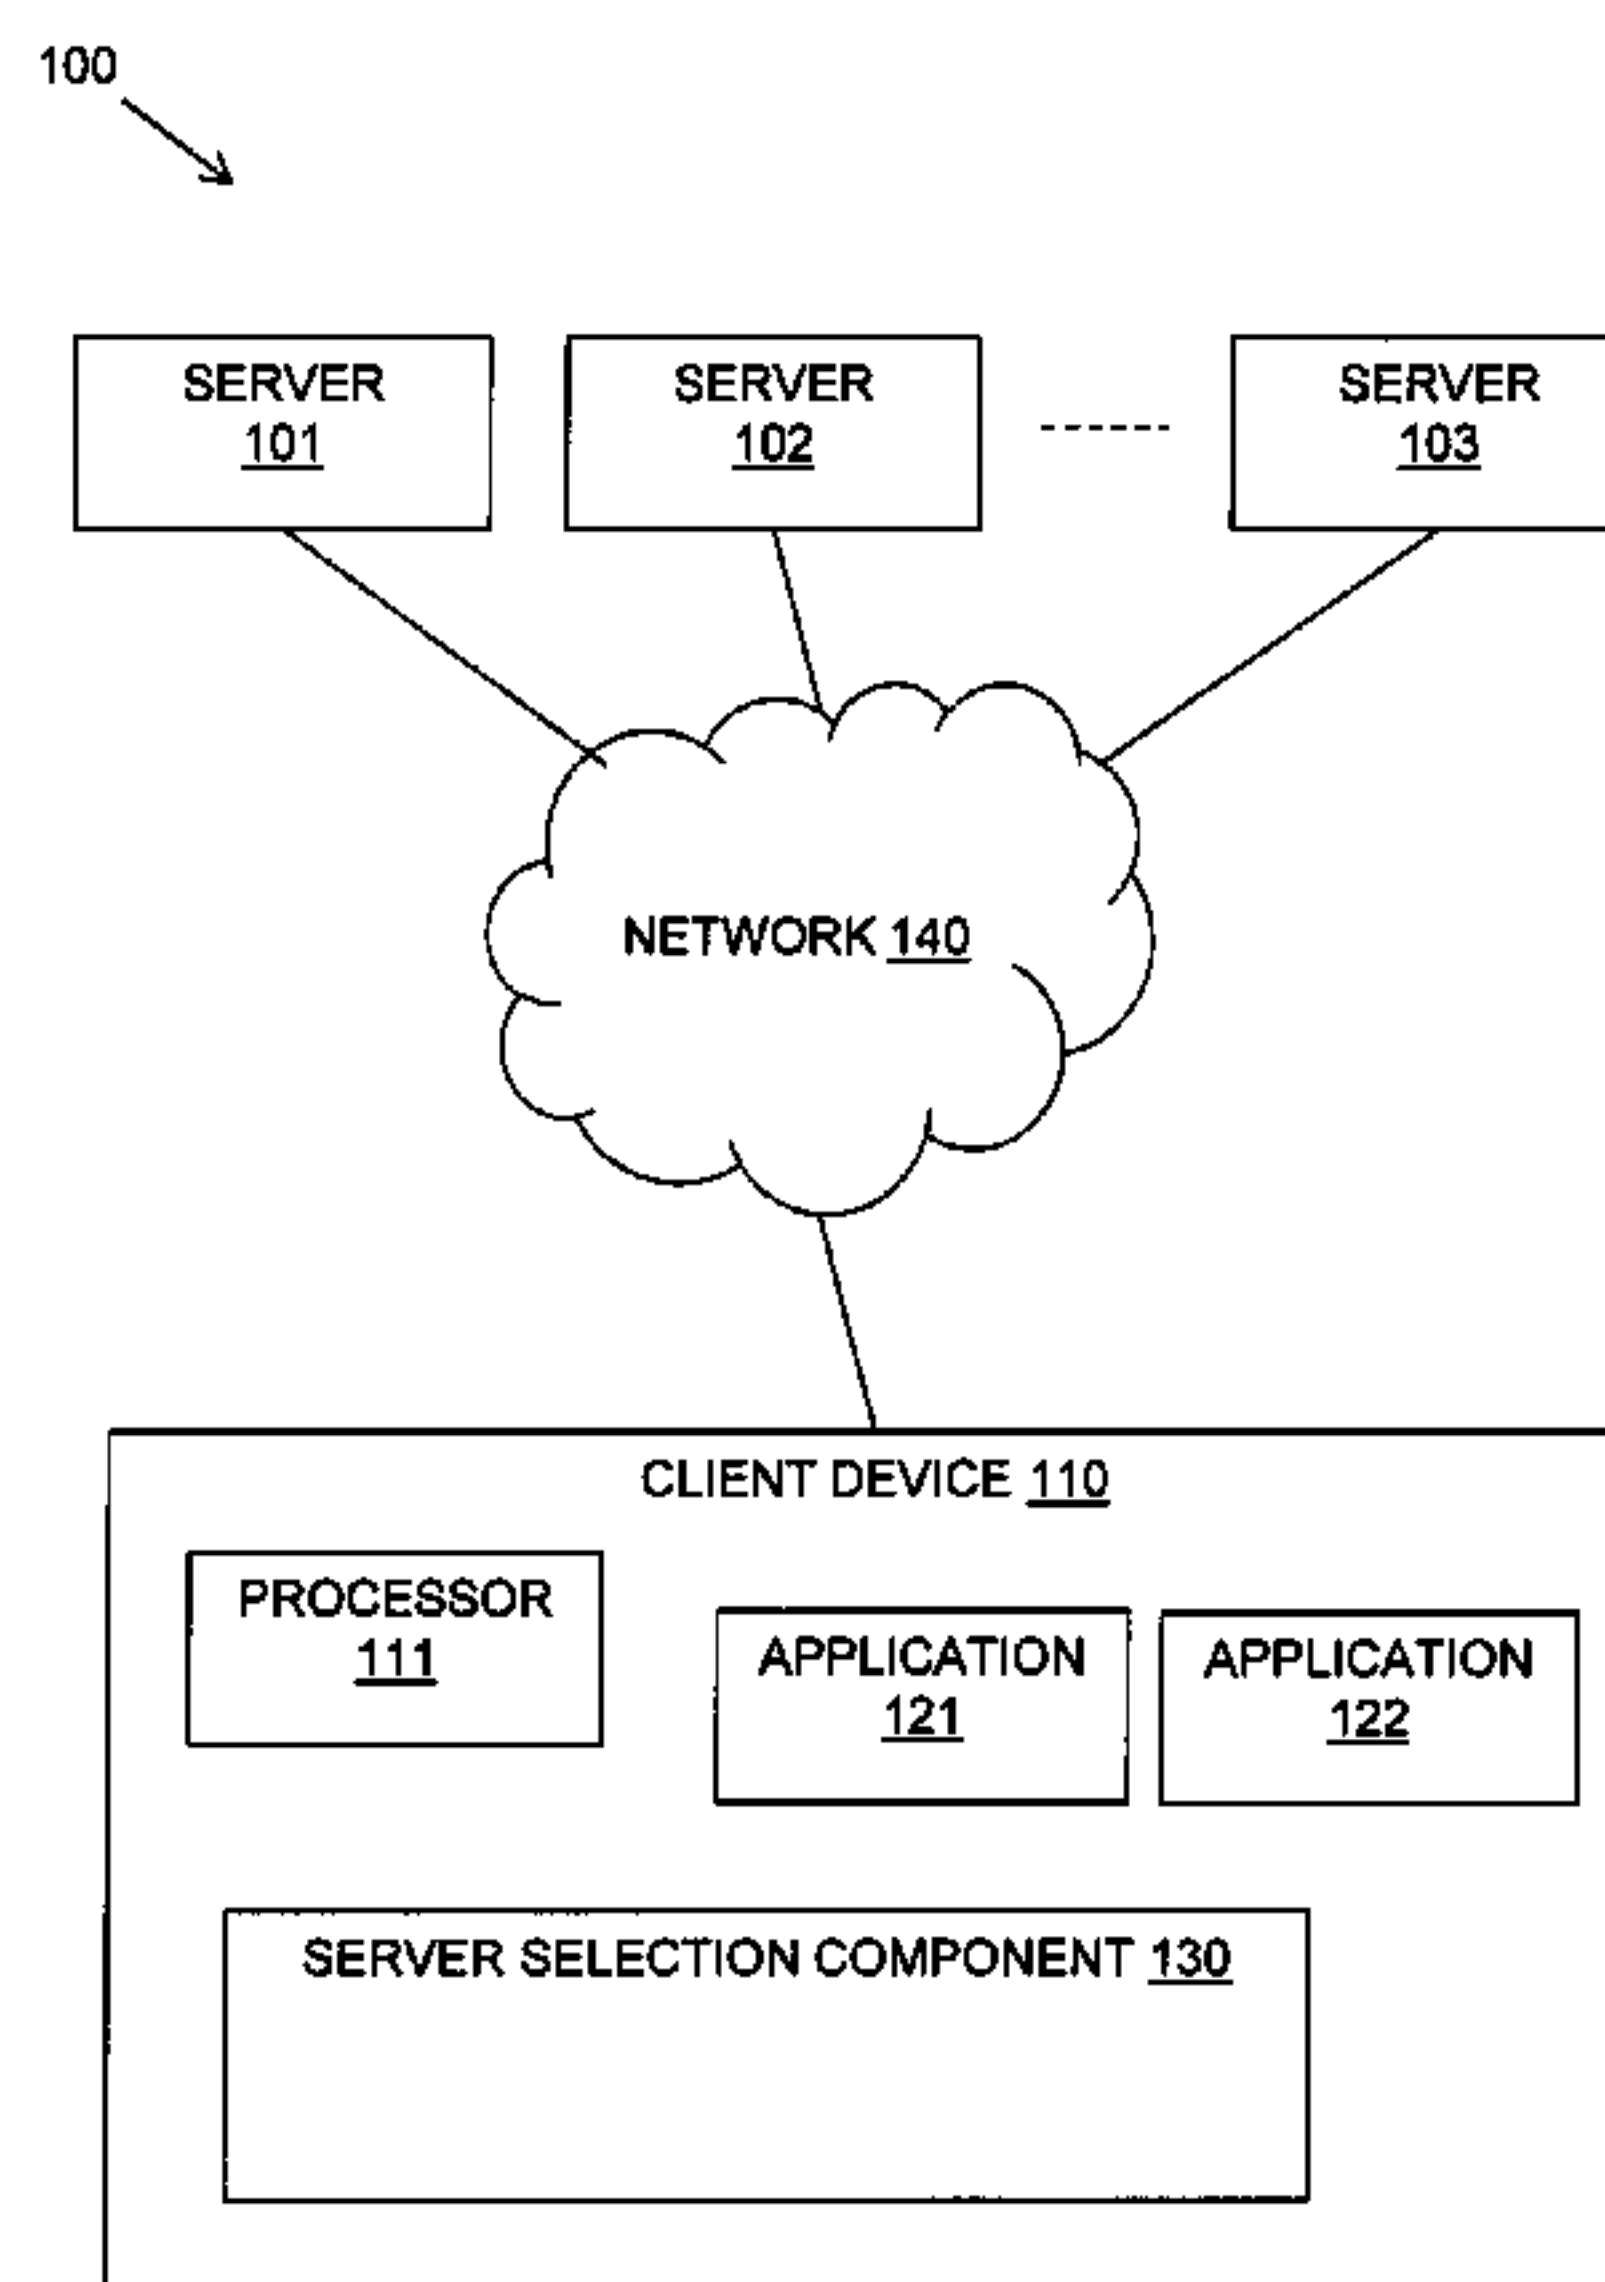 100
SERVER
101
SERVER
102
SERVER
103
NETWORK 140
CLIENT DEVICE 110
PROCESSOR
111
APPLICATION
121
APPLICATION
122
SERVER SELECTION COMPONENT 130